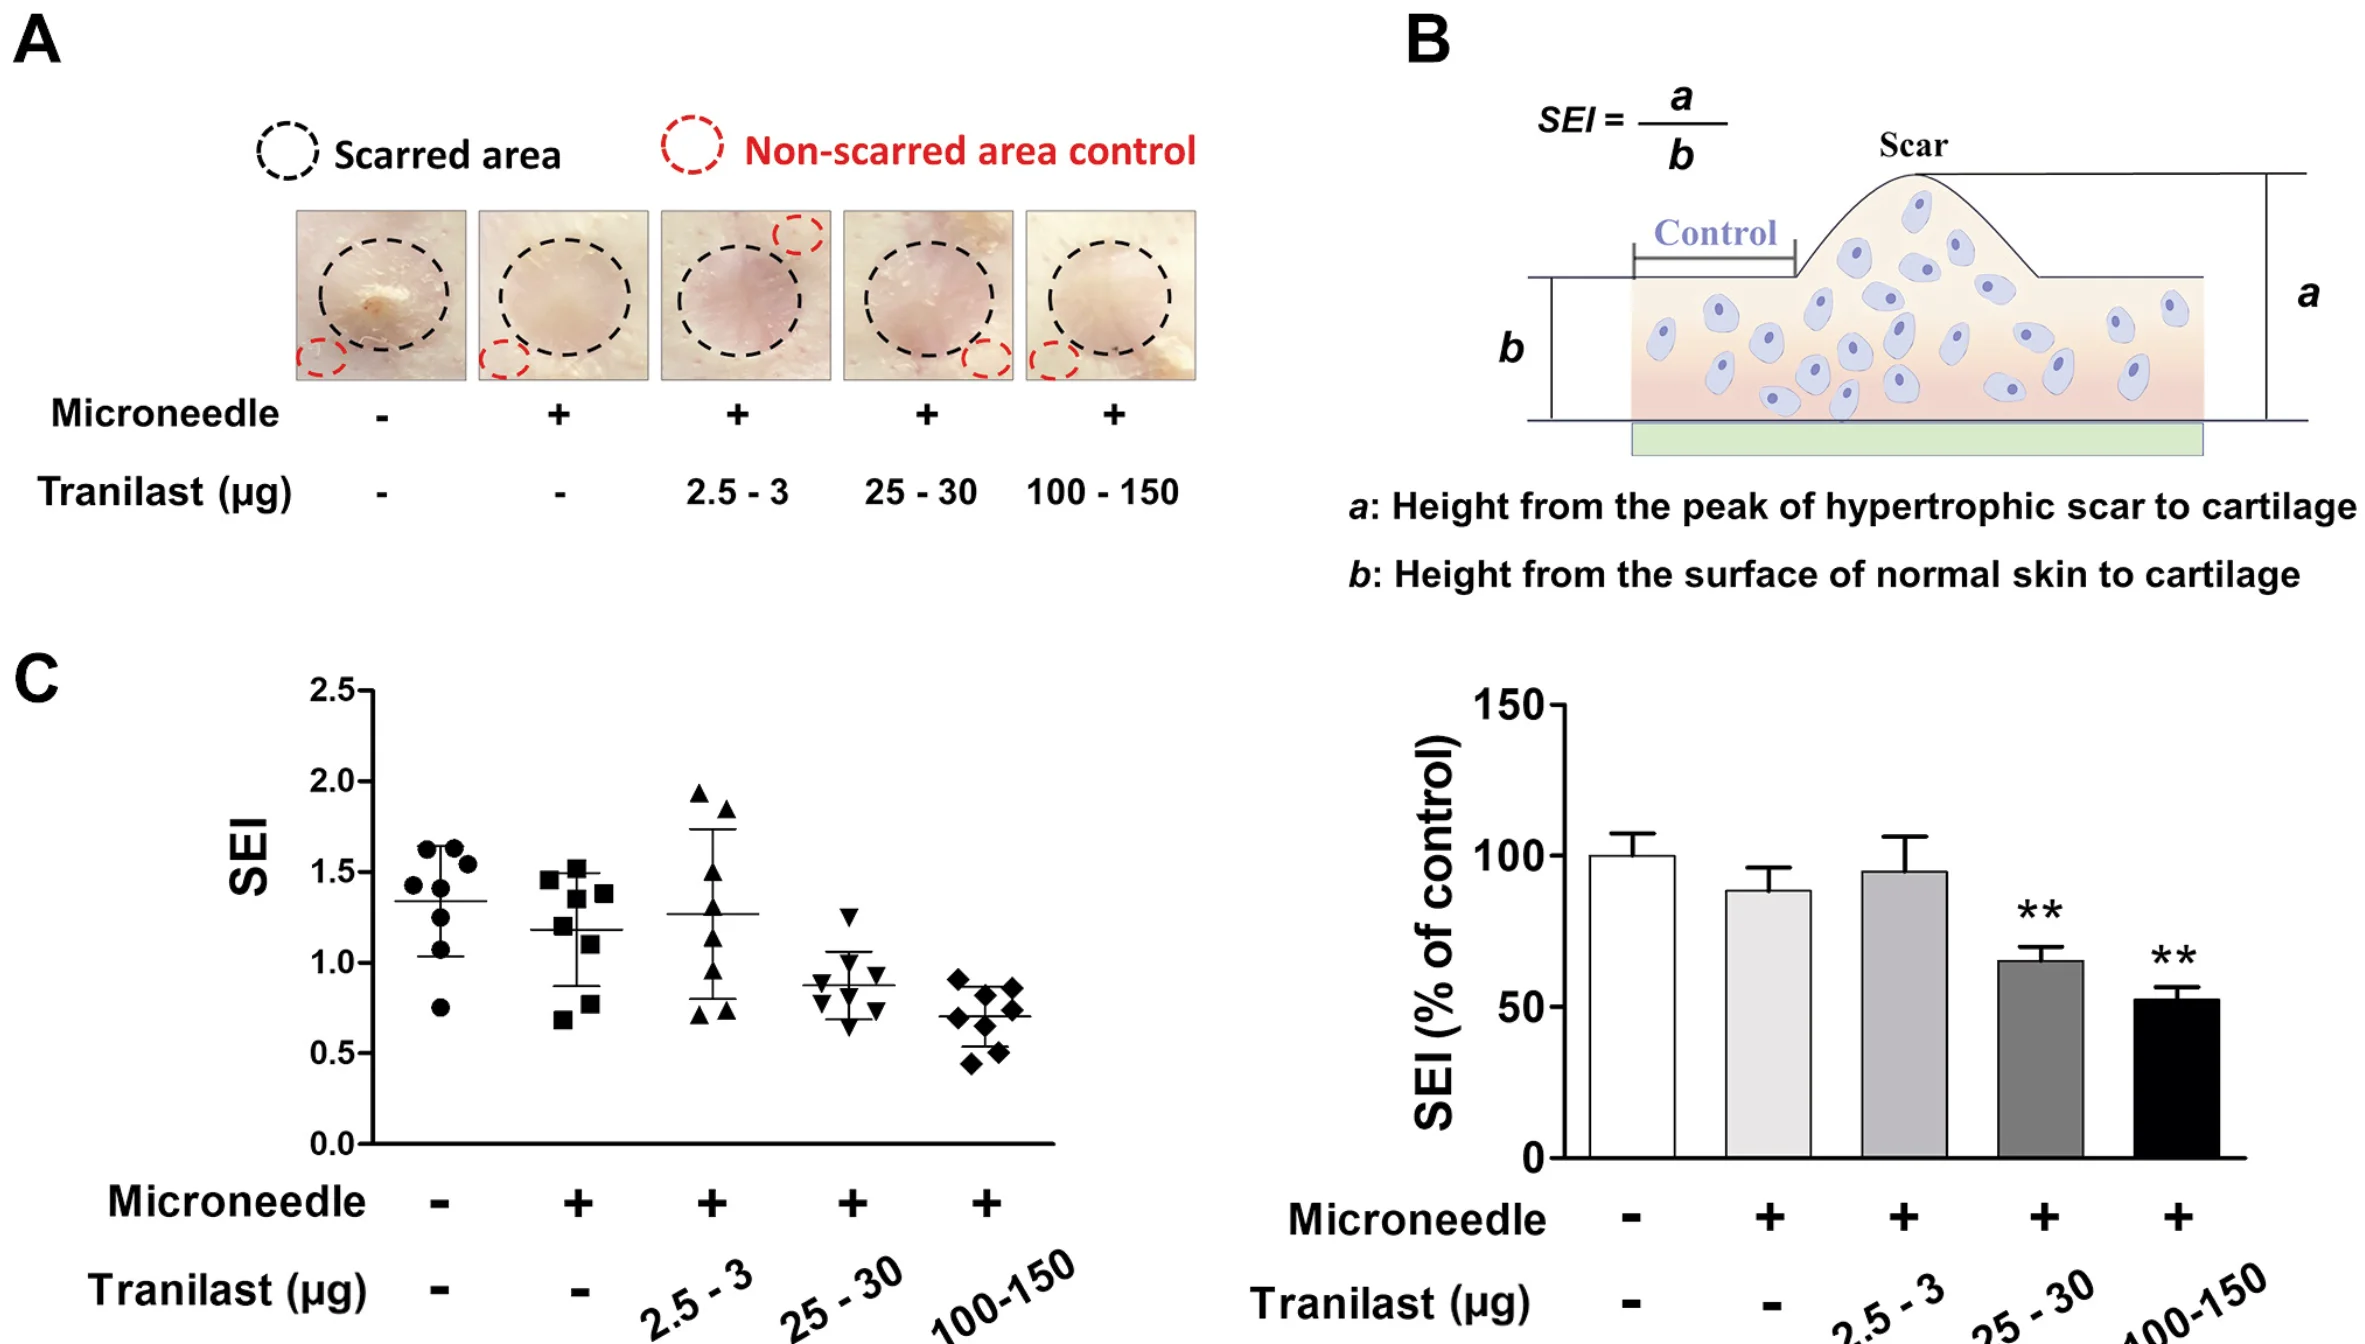 A
Scarred area
Non-scarred area control
Microneedle - + + + +
Tranilast (μg) - - 2.5 - 3 25 - 30 100 - 150
B
SEI = a
b
Scar
Control
b
a
a: Height from the peak of hypertrophic scar to cartilage
b: Height from the surface of normal skin to cartilage
C
SEI
2.5
2.0
1.5
1.0
0.5
0.0
Microneedle - + + + +
Tranilast (μg) - - 2.5 - 3 25 - 30 100-150
SEI (% of control)
150
100
50
0
**
**
Microneedle - + + + +
Tranilast (μg) - - 2.5 - 3 25 - 30 100-150